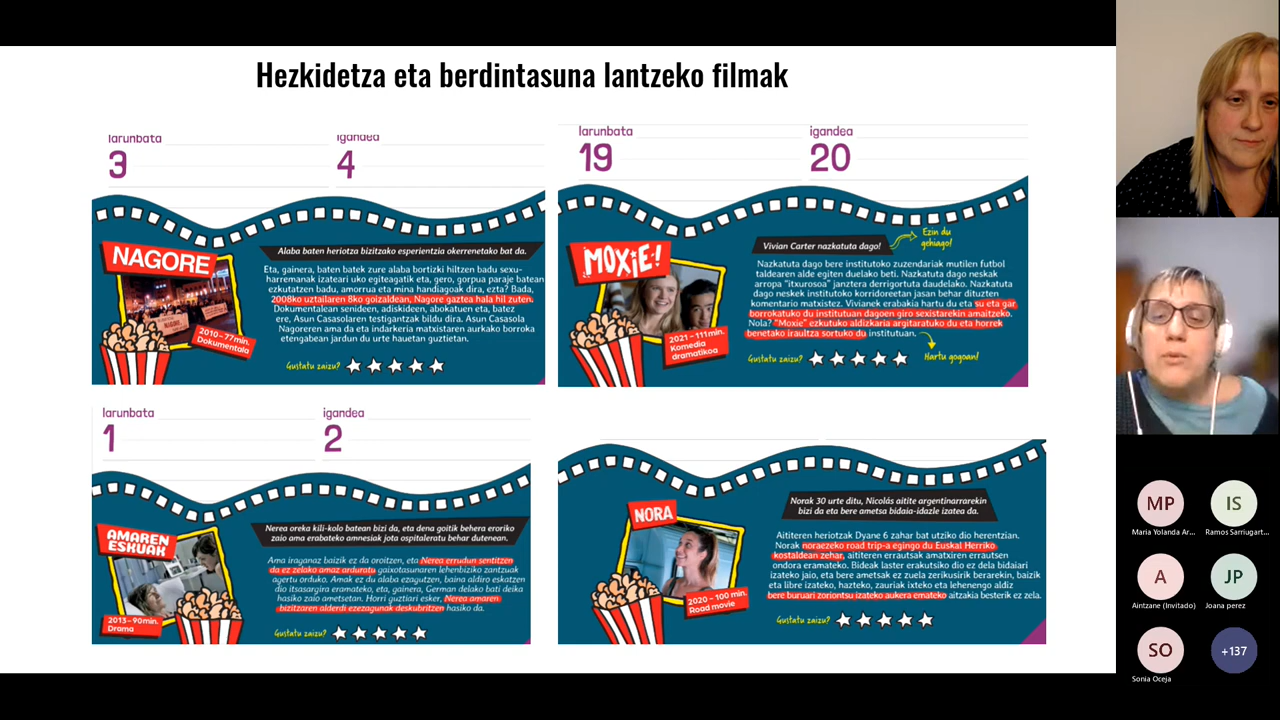 Hezkidetza eta berdintasuna lantzeko filmak
larunbata
3
igandea
4
NAGORE
2010 - 77min.
Dokumentala
Alaba baten heriotza bizitzako esperientzia okerrenetako bat da.
Eta, gainera, baten batek zure alaba bortizki hiltzen badu sexu-
harremanak izateari uko egiteagatik eta, gero, gorpua paraje batean
ezkutatzen badu, amorrua eta mina handiagoak dira, ezta? Bada,
2008ko uztailaren 8ko goizaldean, Nagore gaztea hala hil zuten.
Dokumentalean senideen, adiskideen, abokatuen eta, batez
ere, Asun Casasolaren testigantzak bildu dira. Asun Casasola
Nagoreren ama da eta indarkeria matxistaren aurkako borroka
etengabean jardun du urte hauetan guztietan.
Gustatu zaizu?
larunbata
19
igandea
20
MOXIE!
2021 - 111min.
Komedia
dramatikoa
Vivian Carter nazkatuta dago!
Ezin du
gehiago!
Nazkatuta dago bere institutoko zuzendariak mutilen futbol
taldearen alde egiten duelako beti. Nazkatuta dago neskak
arropa "itxurosoa" janztera derrigortuta daudelako. Nazkatuta
dago neskek institutoko korridoreetan jasan behar dituzten
komentario matxistez. Vivianek erabakia hartu du eta su eta gar
borrokatuko du institutuan dagoen giro sexistarekin amaitzeko.
Nola? "Moxie" ezkutuko aldizkaria argitaratuko du eta horrek
benetako iraultza sortuko du institutuan.
Gustatu zaizu?
Hartu gogoan!
larunbata
1
igandea
2
AMAREN
ESKUAK
2013 - 90min.
Drama
Nerea oreka kili-kolo batean bizi da, eta dena goitik behera eroriko
zaio ama erabateko amnesiak jota ospitaleratu behar dutenean.
Ama iraganaz baizik ez da oroitzen, eta Nerea errudun sentitzen
da ez zelako amaz arduratu gaixotasunaren lehenbiziko zantzuak
agertu orduko. Amak ez du alaba ezagutzen, baina aldiro eskatzen
dio itsasargira eramateko, eta, gainera, German delako bati deika
hasiko zaio ametsetan. Horri guztiari esker, Nerea amaren
bizitzaren alderdi ezezagunak deskubritzen hasiko da.
Gustatu zaizu?
NORA
2020 - 100 min.
Road movie
Norak 30 urte ditu, Nicolás aitite argentinarrarekin
bizi da eta bere ametsa bidaia-idazle izatea da.
Aititeren heriotzak Dyane 6 zahar bat utziko dio herentzian.
Norak noraezeko road trip-a egingo du Euskal Herriko
kostaldean zehar, aititeren errautsak amatxiren errautsen
ondora eramateko. Bideak laster erakutsiko dio ez dela bidaiari
izateko jaio, eta bere ametsak ez zuela zerikusirik berarekin, baizik
eta libre izateko, hazteko, zauriak ixteko eta lehenengo aldiz
bere buruari zoriontsu izateko aukera emateko aitzakia besterik ez zela.
Gustatu zaizu?
MP
Maria Yolanda Ar...
IS
Ramos Sarriugart...
A
Aintzane (Invitado)
JP
Joana perez
SO
Sonia Oceja
+137